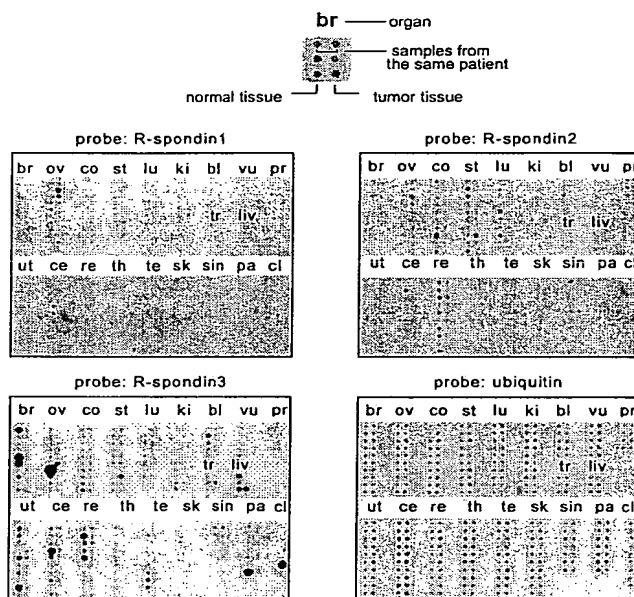 br organ
samples from
the same patient
normal tissue tumor tissue
probe: R-spondin1
br ov co st lu ki bl vu pr
tr liv
ut ce re th te sk sin pa cl
probe: R-spondin2
br ov co st lu ki bl vu pr
tr liv
ut ce re th te sk sin pa cl
probe: R-spondin3
br ov co st lu ki bl vu pr
tr liv
ut ce re th te sk sin pa cl
probe: ubiquitin
br ov co st lu ki bl vu pr
tr liv
ut ce re th te sk sin pa cl